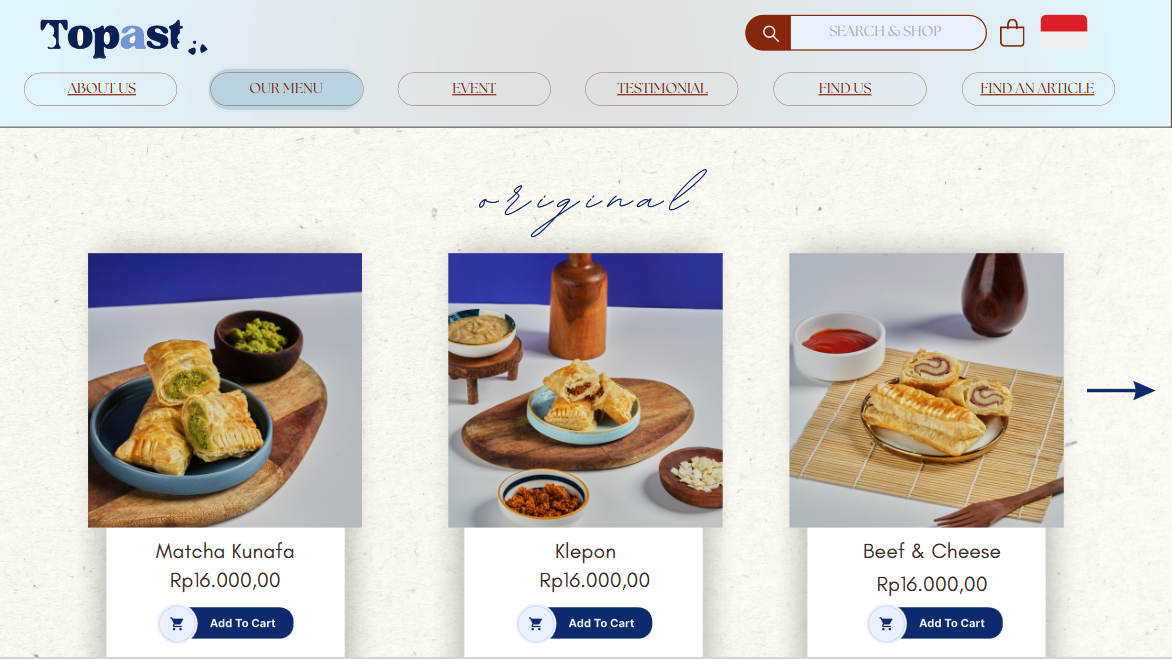 Topast
SEARCH & SHOP
ABOUT US
OUR MENU
EVENT
TESTIMONIAL
FIND US
FIND AN ARTICLE
original
Matcha Kunafa
Rp16.000,00
Add To Cart
Klepon
Rp16.000,00
Add To Cart
Beef & Cheese
Rp16.000,00
Add To Cart